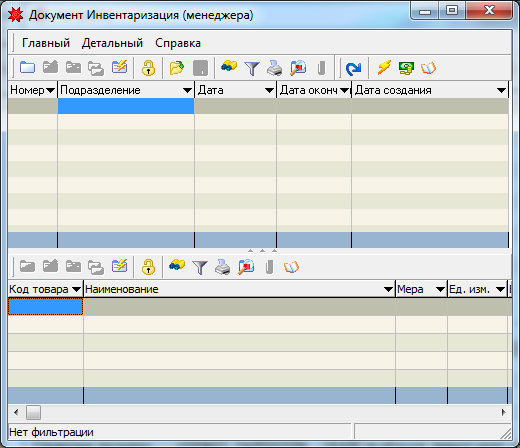 Документ Инвентаризация (менеджера)
Главный Детальный Справка
Номер Подразделение Дата Дата оконч Дата создания
Код товара Наименование Мера Ед. изм.
Нет фильтрации